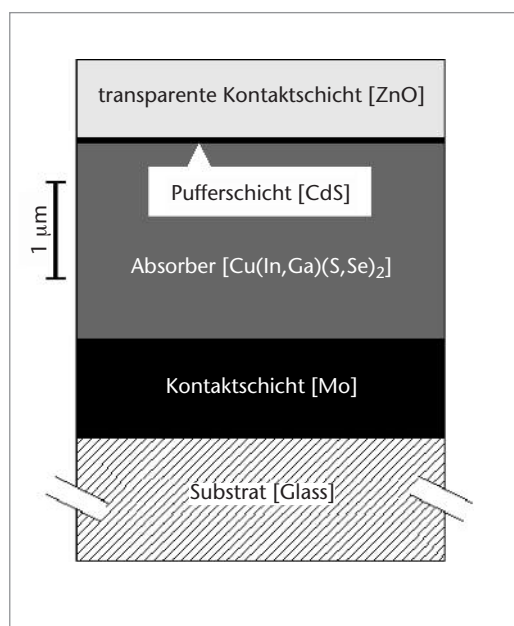 transparente Kontaktschicht [ZnO]
Pufferschicht [CdS]
1 μm
Absorber [Cu(In,Ga)(S,Se)₂]
Kontaktschicht [Mo]
Substrat [Glass]